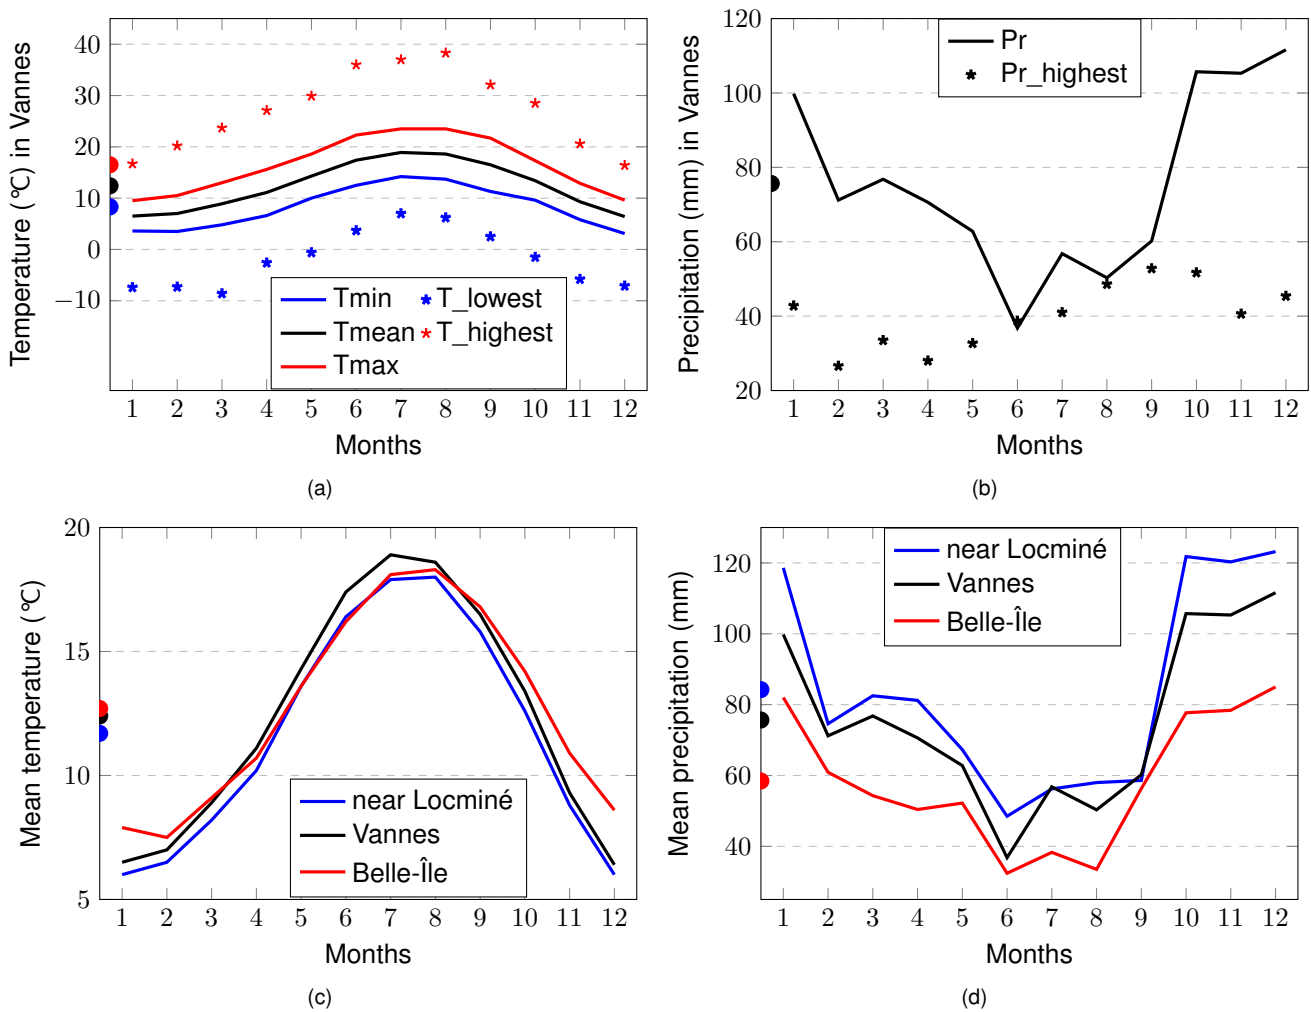 Temperature (℃) in Vannes
40
30
20
10
0
−10
Tmin
T_lowest
Tmean
T_highest
Tmax
1 2 3 4 5 6 7 8 9 10 11 12
Months
(a)
Precipitation (mm) in Vannes
120
100
80
60
40
20
Pr
Pr_highest
1 2 3 4 5 6 7 8 9 10 11 12
Months
(b)
Mean temperature (℃)
20
15
10
5
near Locminé
Vannes
Belle-Île
1 2 3 4 5 6 7 8 9 10 11 12
Months
(c)
Mean precipitation (mm)
120
100
80
60
40
near Locminé
Vannes
Belle-Île
1 2 3 4 5 6 7 8 9 10 11 12
Months
(d)